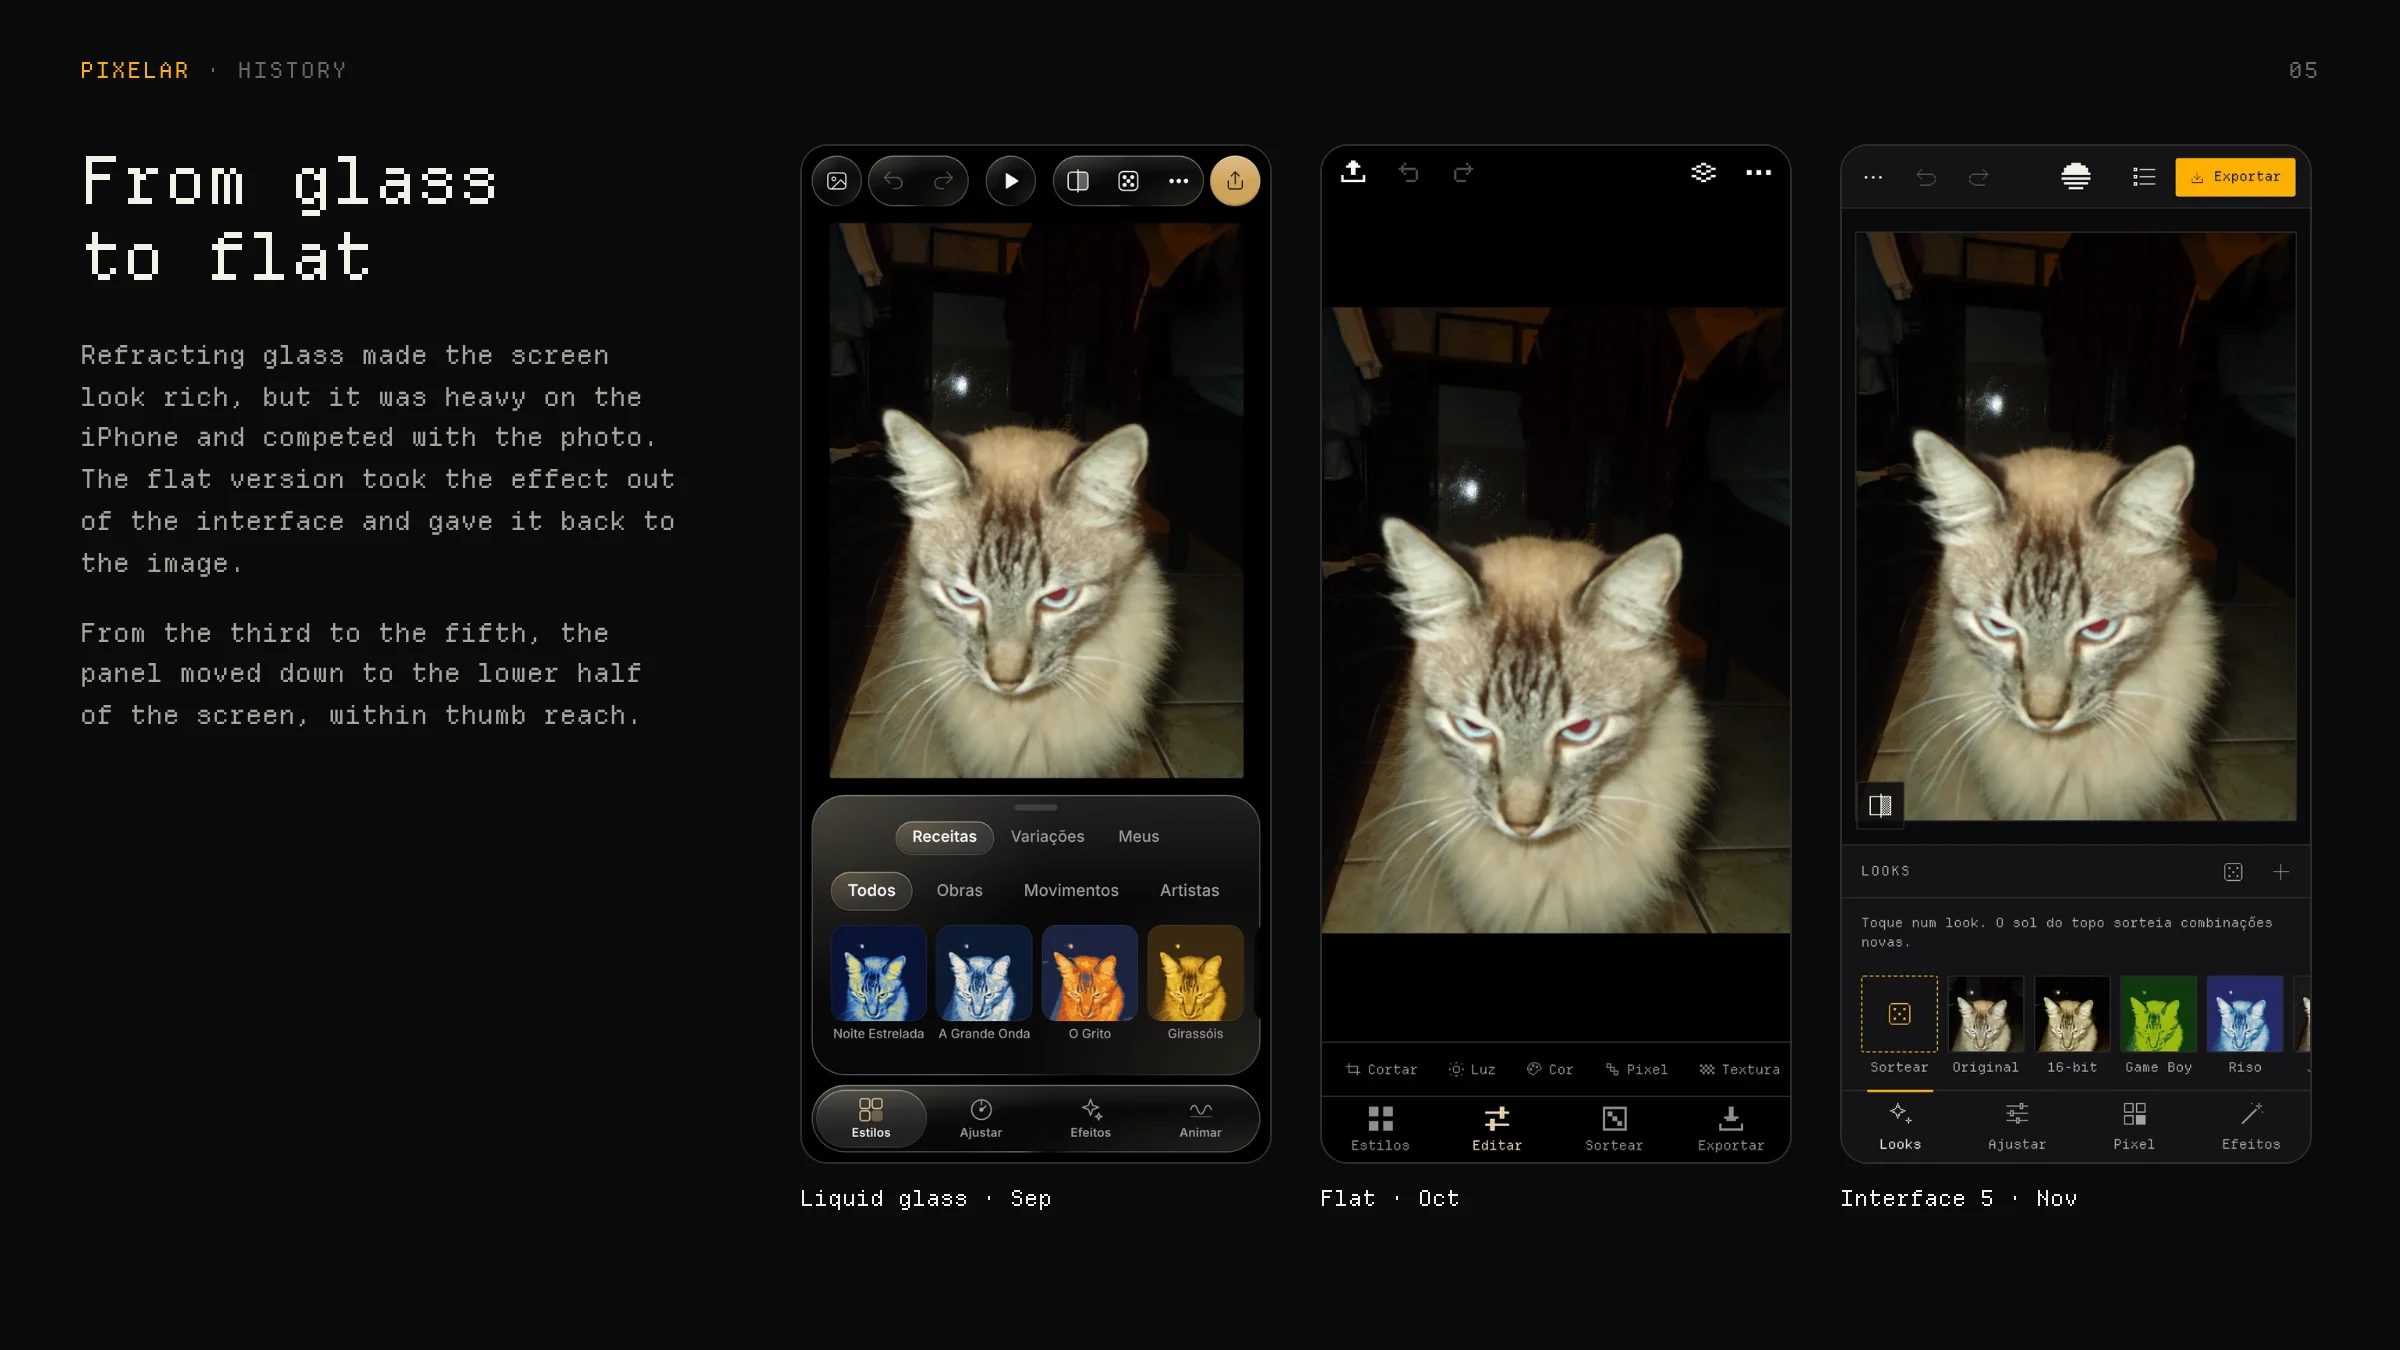 PIXELAR · HISTORY
05
From glass
to flat
Refracting glass made the screen
look rich, but it was heavy on the
iPhone and competed with the photo.
The flat version took the effect out
of the interface and gave it back to
the image.
From the third to the fifth, the
panel moved down to the lower half
of the screen, within thumb reach.
Receitas Variações Meus
Todos Obras Movimentos Artistas
Noite Estrelada A Grande Onda O Grito Girassóis
Estilos Ajustar Efeitos Animar
Liquid glass · Sep
Cortar Luz Cor Pixel Textura
Estilos Editar Sortear Exportar
Flat · Oct
Exportar
LOOKS
Toque num look. O sol do topo sorteia combinações
novas.
Sortear Original 16-bit Game Boy Riso
Looks Ajustar Pixel Efeitos
Interface 5 · Nov